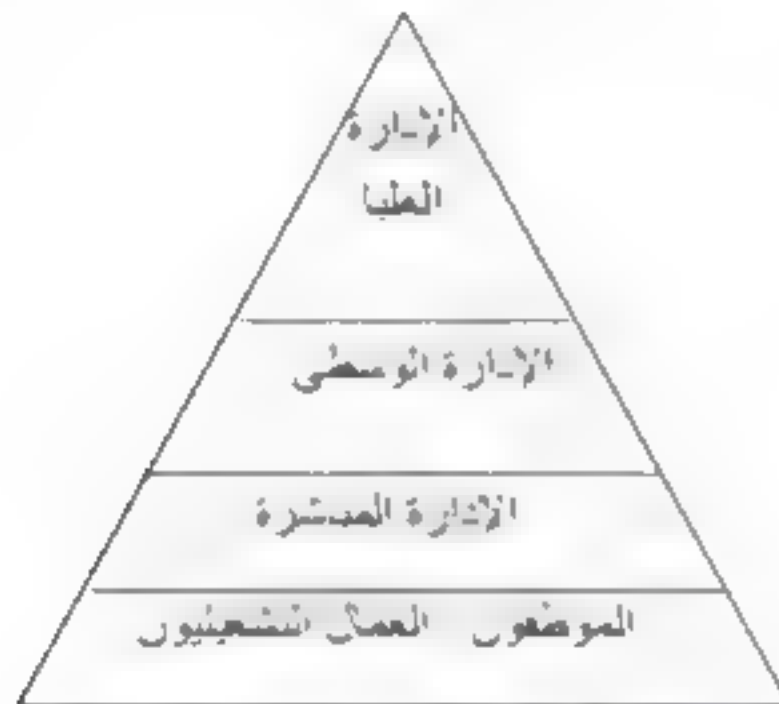 الإدارة
العليا
الإدارة الوسطى
الإدارة المباشرة
الموظفون العمال التشغيليون